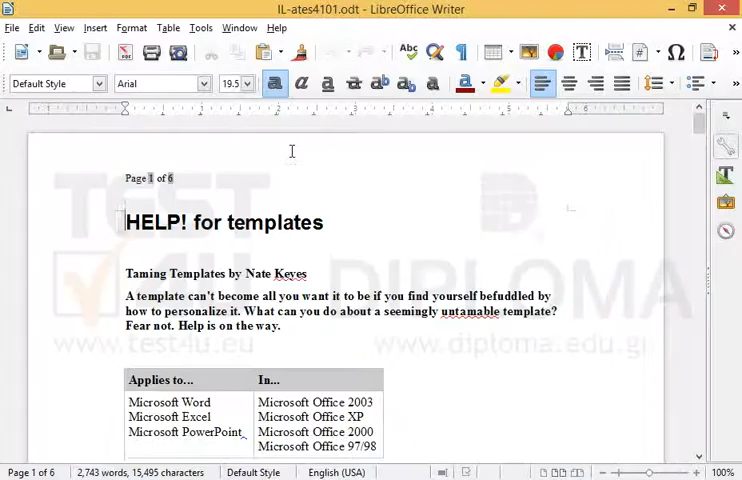 IL-ates4101.odt - LibreOffice Writer
File Edit View Insert Format Table Tools Window Help
Default Style Arial 19.5
Page 1 of 6
HELP! for templates
Taming Templates by Nate Keyes
A template can't become all you want it to be if you find yourself befuddled by
how to personalize it. What can you do about a seemingly untamable template?
Fear not. Help is on the way.
TEST4U DIPLOMA
www.test4u.eu www.diploma.edu.gr
Applies to... In...
Microsoft Word Microsoft Office 2003
Microsoft Excel Microsoft Office XP
Microsoft PowerPoint Microsoft Office 2000
Microsoft Office 97/98
Page 1 of 6 2,743 words, 15,495 characters Default Style English (USA) 100%